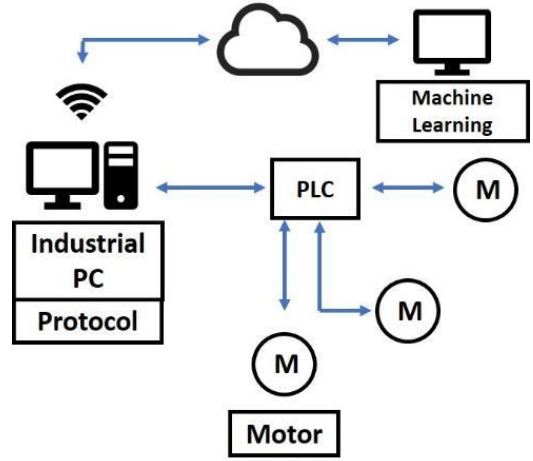 Machine
Learning
PLC
M
Industrial
PC
Protocol
M
M
Motor